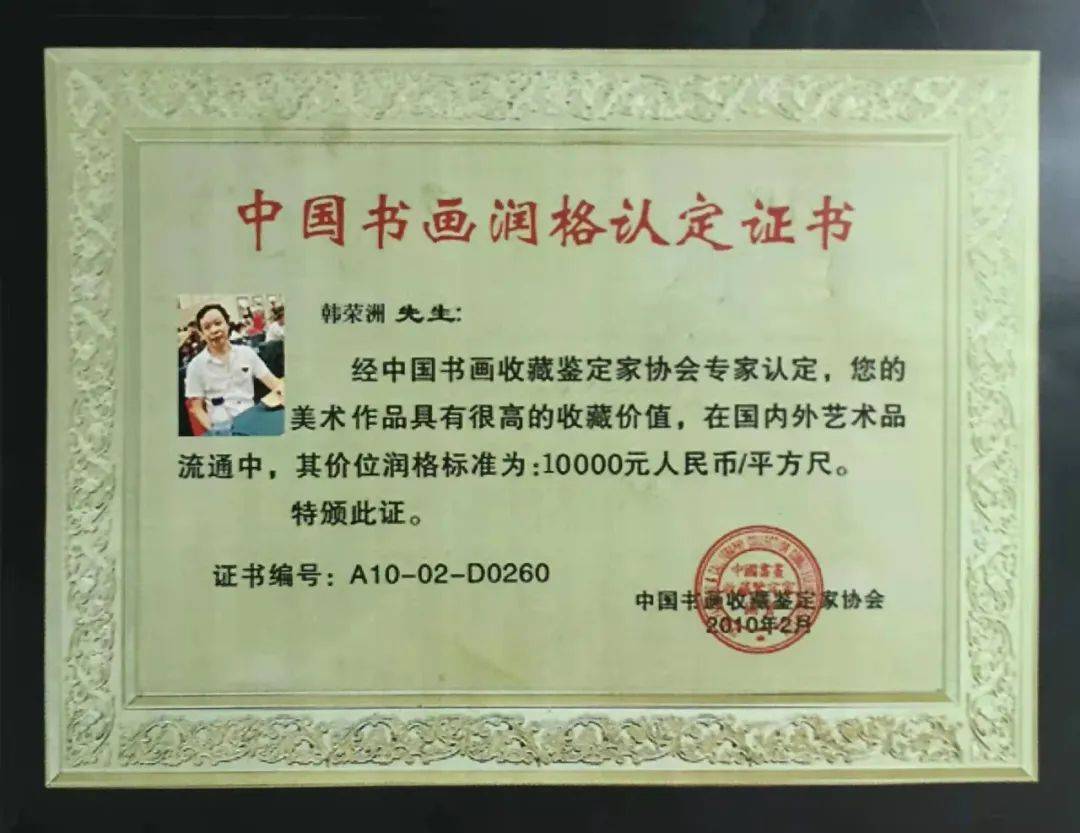 中国书画润格认定证书
韩荣洲 先生:
经中国书画收藏鉴定家协会专家认定，您的
美术作品具有很高的收藏价值，在国内外艺术品
流通中，其价位润格标准为:10000元人民币/平方尺。
特颁此证。
证书编号：A10-02-D0260
中國書畫
中国书画收藏鉴定家协会
2010年2月